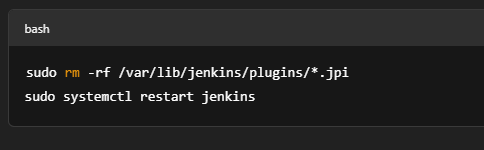 bash
sudo rm -rf /var/lib/jenkins/plugins/*.jpi
sudo systemctl restart jenkins